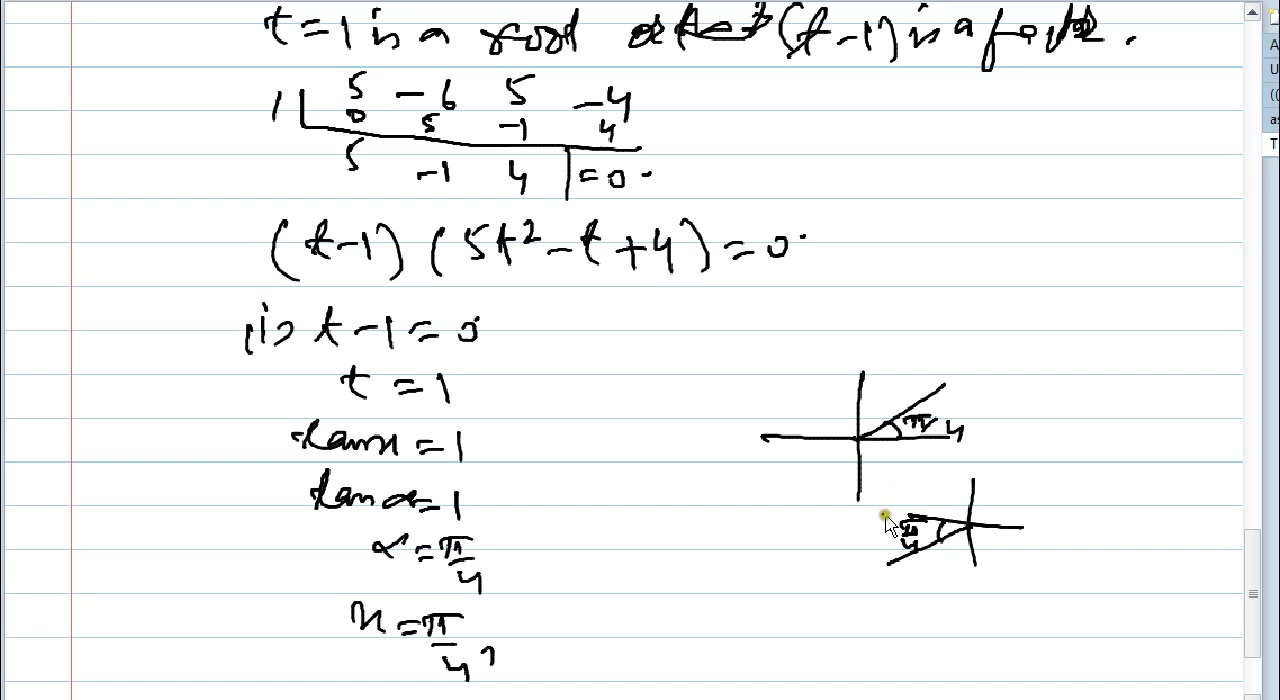 t = 1 is a root (t-1) is a factor.
1 | 5 -6 5 -4
0 5 -1 4
5 -1 4 | = 0.
(t-1) (5t² - t + 4) = 0.
(i) t - 1 = 0
t = 1
tan x = 1
tan α = 1
α = π/4
x = π/4,
π/4
π/4